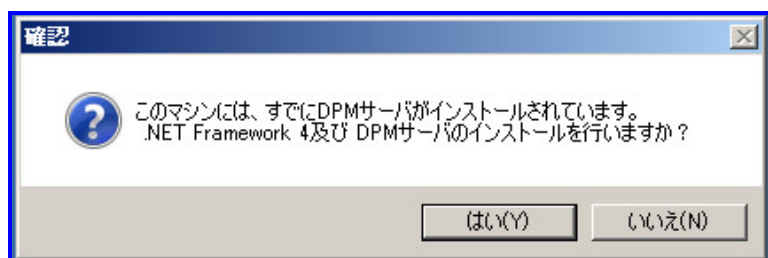 確認
このマシンには、すでにDPMサーバがインストールされています。
.NET Framework 4及び DPMサーバのインストールを行いますか？
はい(Y)
いいえ(N)